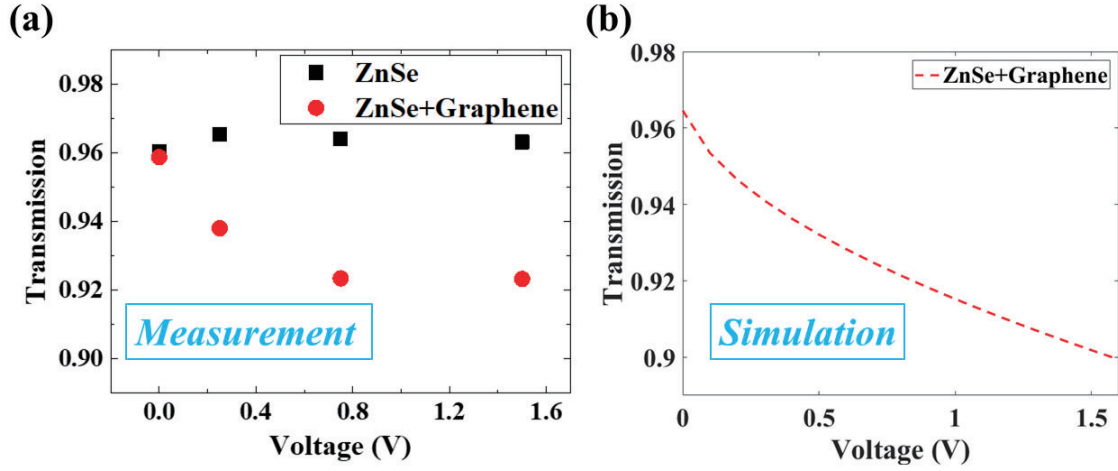 (a)
Transmission
0.98
0.96
0.94
0.92
0.90
ZnSe
ZnSe+Graphene
Measurement
0.0
0.4
0.8
1.2
1.6
Voltage (V)
(b)
Transmission
0.98
0.96
0.94
0.92
0.9
ZnSe+Graphene
Simulation
0
0.5
1
1.5
Voltage (V)